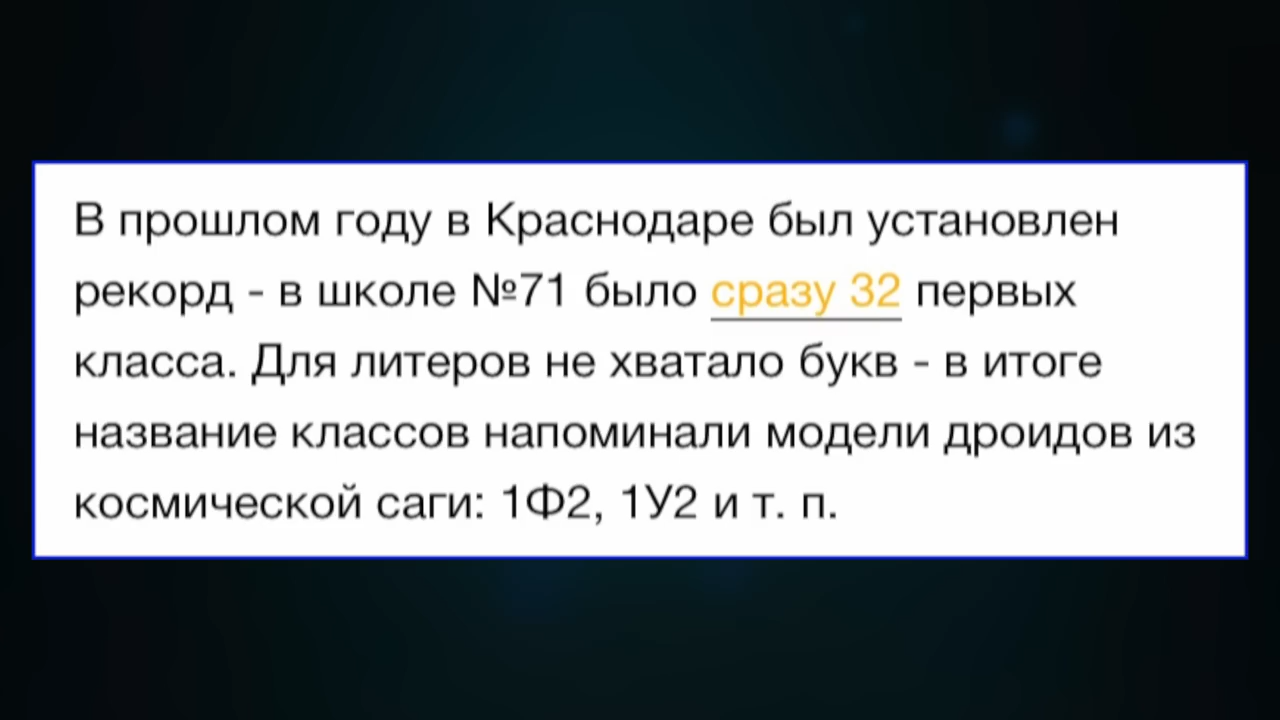 В прошлом году в Краснодаре был установлен
рекорд - в школе №71 было сразу 32 первых
класса. Для литеров не хватало букв - в итоге
название классов напоминали модели дроидов из
космической саги: 1Ф2, 1У2 и т. п.